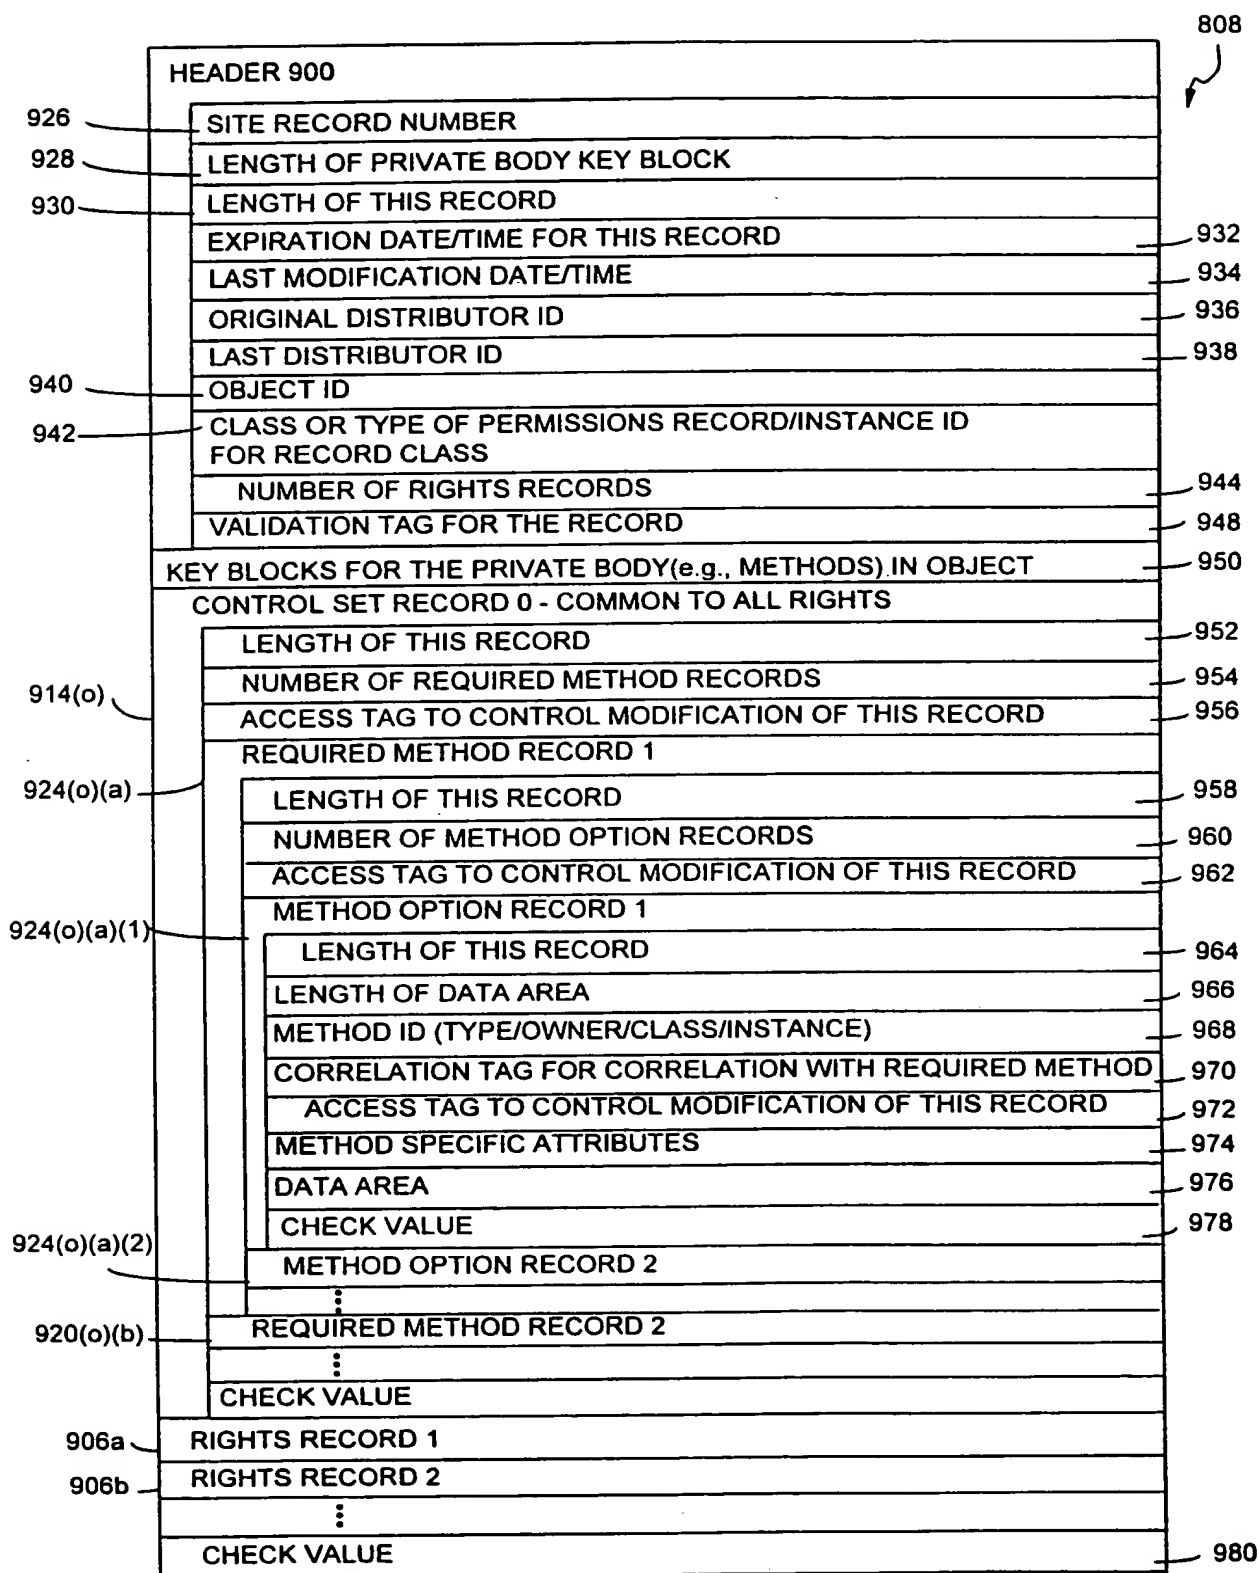 808
HEADER 900
926 SITE RECORD NUMBER
928 LENGTH OF PRIVATE BODY KEY BLOCK
930 LENGTH OF THIS RECORD
EXPIRATION DATE/TIME FOR THIS RECORD 932
LAST MODIFICATION DATE/TIME 934
ORIGINAL DISTRIBUTOR ID 936
LAST DISTRIBUTOR ID 938
940 OBJECT ID
942 CLASS OR TYPE OF PERMISSIONS RECORD/INSTANCE ID
FOR RECORD CLASS
NUMBER OF RIGHTS RECORDS 944
VALIDATION TAG FOR THE RECORD 948
KEY BLOCKS FOR THE PRIVATE BODY(e.g., METHODS) IN OBJECT 950
CONTROL SET RECORD 0 - COMMON TO ALL RIGHTS
LENGTH OF THIS RECORD 952
914(o) NUMBER OF REQUIRED METHOD RECORDS 954
ACCESS TAG TO CONTROL MODIFICATION OF THIS RECORD 956
REQUIRED METHOD RECORD 1
924(o)(a) LENGTH OF THIS RECORD 958
NUMBER OF METHOD OPTION RECORDS 960
ACCESS TAG TO CONTROL MODIFICATION OF THIS RECORD 962
924(o)(a)(1) METHOD OPTION RECORD 1
LENGTH OF THIS RECORD 964
LENGTH OF DATA AREA 966
METHOD ID (TYPE/OWNER/CLASS/INSTANCE) 968
CORRELATION TAG FOR CORRELATION WITH REQUIRED METHOD 970
ACCESS TAG TO CONTROL MODIFICATION OF THIS RECORD 972
METHOD SPECIFIC ATTRIBUTES 974
DATA AREA 976
CHECK VALUE 978
924(o)(a)(2) METHOD OPTION RECORD 2
920(o)(b) REQUIRED METHOD RECORD 2
CHECK VALUE
906a RIGHTS RECORD 1
906b RIGHTS RECORD 2
CHECK VALUE 980